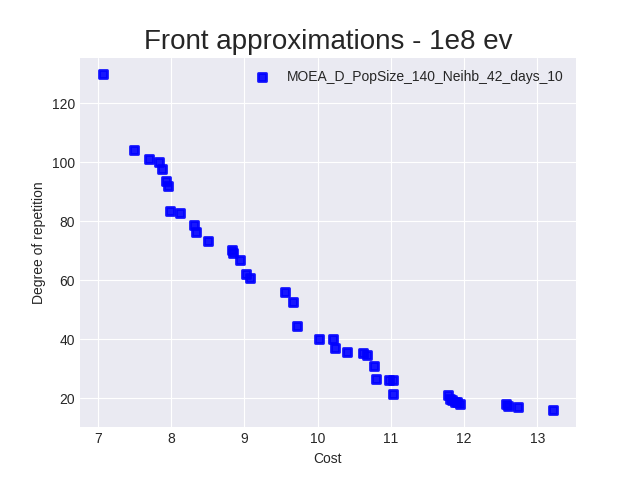 Front approximations - 1e8 ev
MOEA_D_PopSize_140_Neihb_42_days_10
Degree of repetition
120
100
80
60
40
20
7 8 9 10 11 12 13
Cost